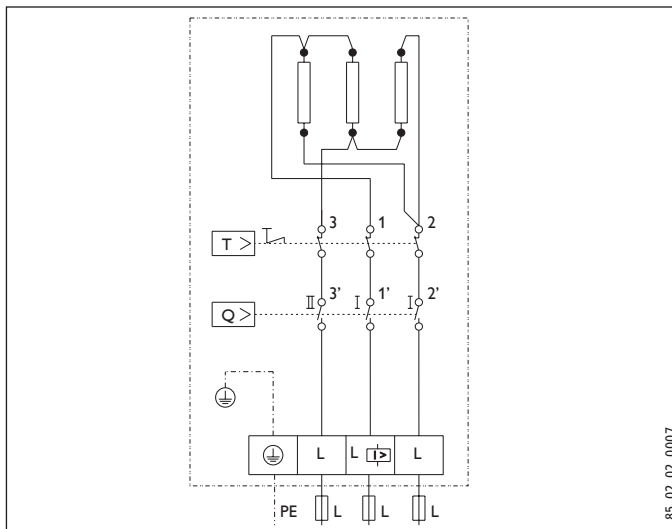 3 1 2
T >
3' 1' 2'
II I I
Q >
L L I> L
PE L L L
85_02_02_0007